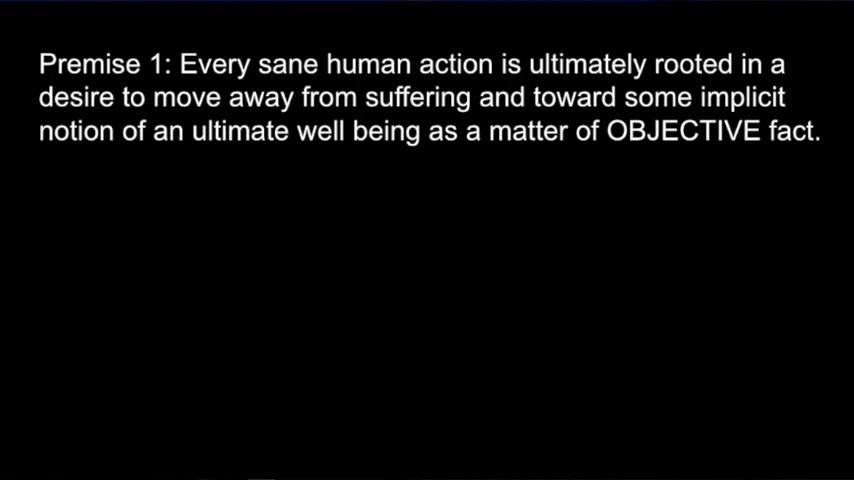 Premise 1: Every sane human action is ultimately rooted in a
desire to move away from suffering and toward some implicit
notion of an ultimate well being as a matter of OBJECTIVE fact.